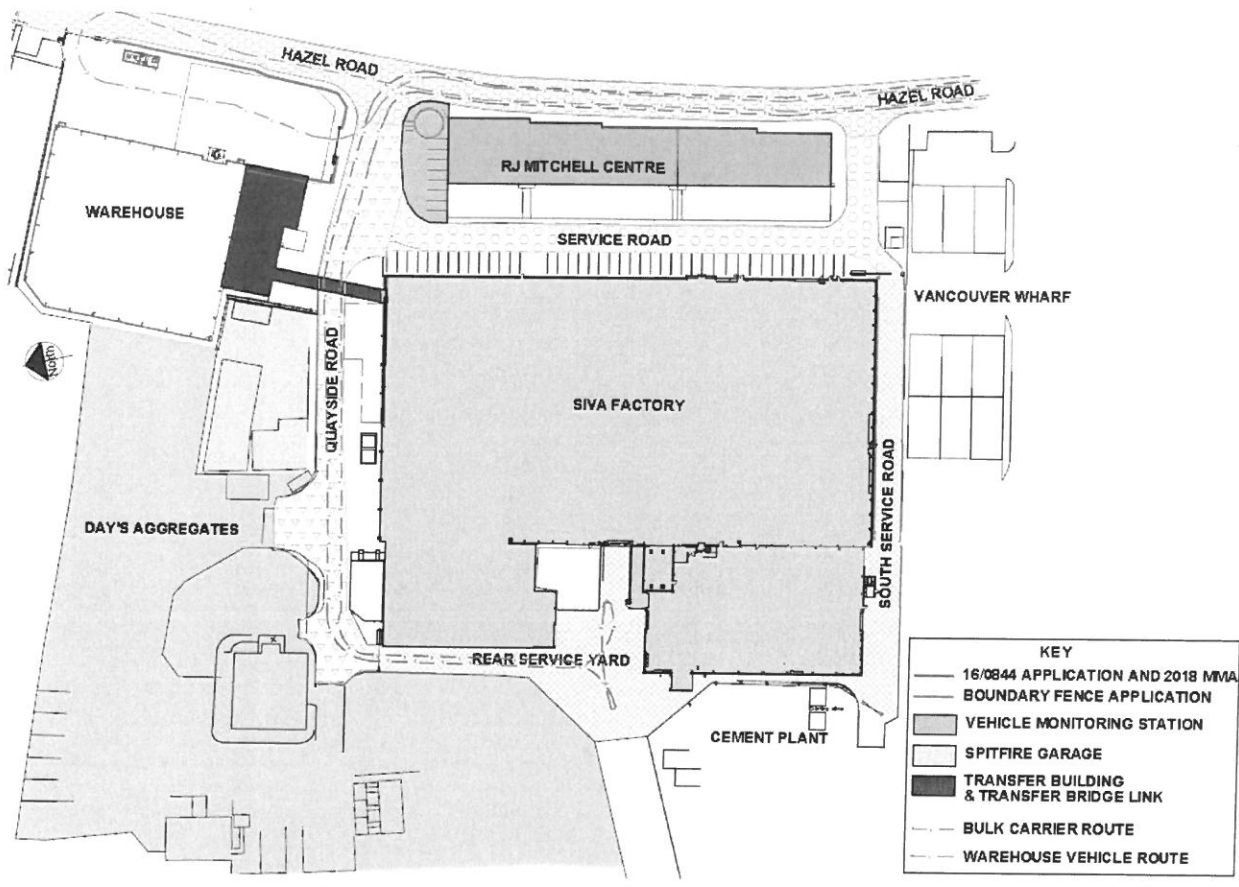 HAZEL ROAD
HAZEL ROAD
RJ MITCHELL CENTRE
WAREHOUSE
SERVICE ROAD
VANCOUVER WHARF
North
QUAYSIDE ROAD
SIVA FACTORY
SOUTH SERVICE ROAD
DAY'S AGGREGATES
REAR SERVICE YARD
CEMENT PLANT
KEY
16/0844 APPLICATION AND 2018 MMA
BOUNDARY FENCE APPLICATION
VEHICLE MONITORING STATION
SPITFIRE GARAGE
TRANSFER BUILDING
& TRANSFER BRIDGE LINK
BULK CARRIER ROUTE
WAREHOUSE VEHICLE ROUTE